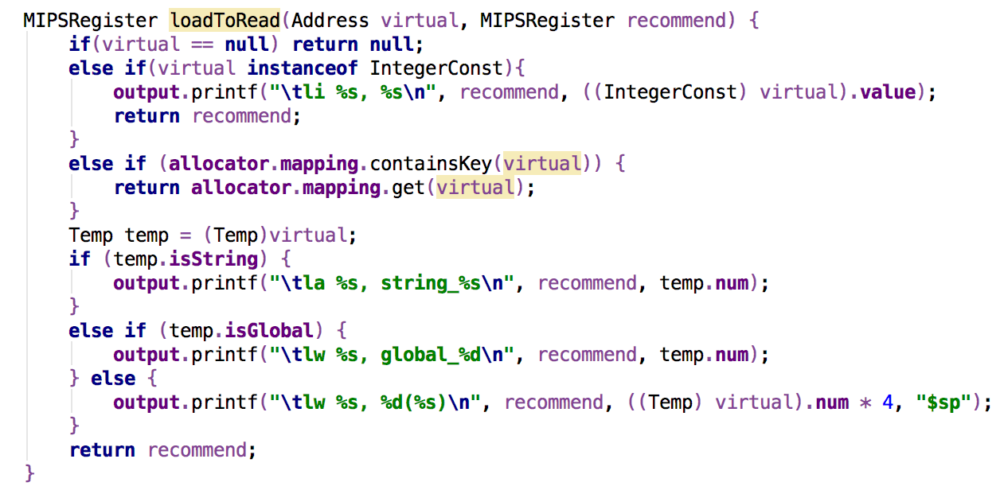 MIPSRegister loadToRead(Address virtual, MIPSRegister recommend) {
    if(virtual == null) return null;
    else if(virtual instanceof IntegerConst){
        output.printf("\tli %s, %s\n", recommend, ((IntegerConst) virtual).value);
        return recommend;
    }
    else if (allocator.mapping.containsKey(virtual)) {
        return allocator.mapping.get(virtual);
    }
    Temp temp = (Temp)virtual;
    if (temp.isString) {
        output.printf("\tla %s, string_%s\n", recommend, temp.num);
    }
    else if (temp.isGlobal) {
        output.printf("\tlw %s, global_%d\n", recommend, temp.num);
    } else {
        output.printf("\tlw %s, %d(%s)\n", recommend, ((Temp) virtual).num * 4, "$sp");
    }
    return recommend;
}